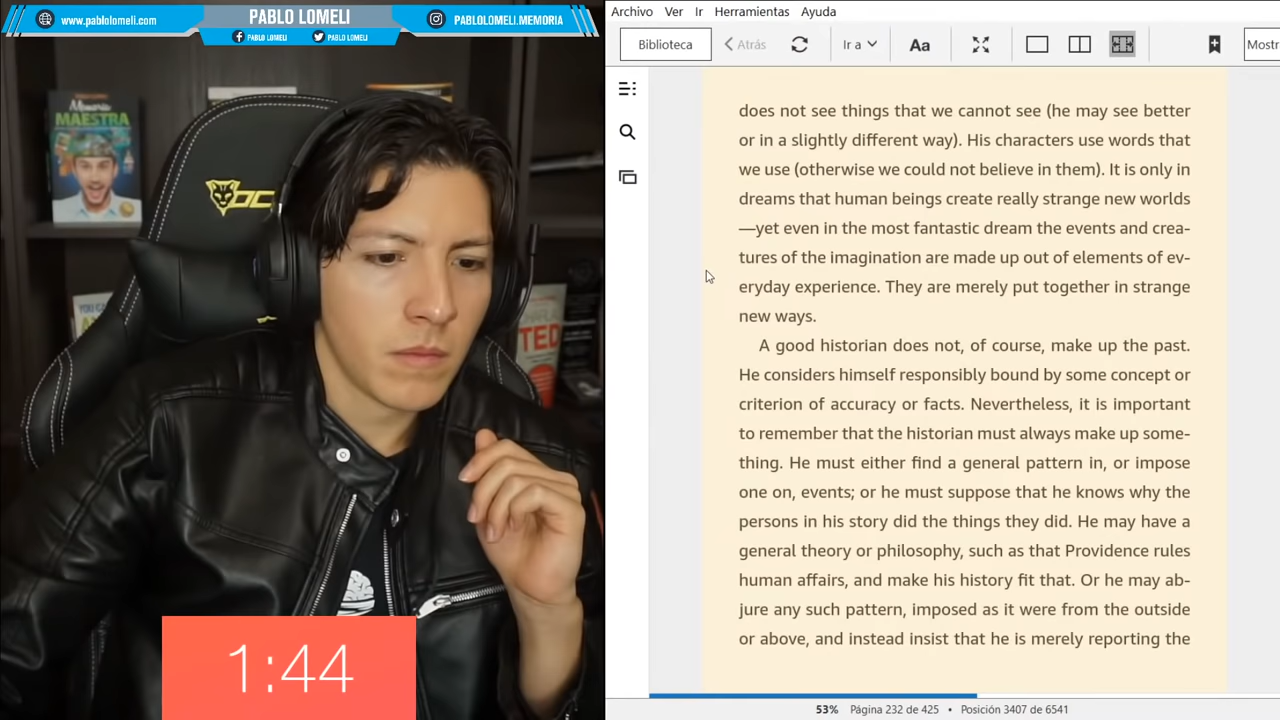 www.pablolomeli.com
PABLO LOMELI
PABLOLOMELI.MEMORIA
PABLO LOMELI
PABLO LOMELI
Memoria
MAESTRA
OC
TED
1:44
Archivo Ver Ir Herramientas Ayuda
Biblioteca Atrás Ir a Aa Mostr
does not see things that we cannot see (he may see better
or in a slightly different way). His characters use words that
we use (otherwise we could not believe in them). It is only in
dreams that human beings create really strange new worlds
—yet even in the most fantastic dream the events and crea-
tures of the imagination are made up out of elements of ev-
eryday experience. They are merely put together in strange
new ways.
A good historian does not, of course, make up the past.
He considers himself responsibly bound by some concept or
criterion of accuracy or facts. Nevertheless, it is important
to remember that the historian must always make up some-
thing. He must either find a general pattern in, or impose
one on, events; or he must suppose that he knows why the
persons in his story did the things they did. He may have a
general theory or philosophy, such as that Providence rules
human affairs, and make his history fit that. Or he may ab-
jure any such pattern, imposed as it were from the outside
or above, and instead insist that he is merely reporting the
53% Página 232 de 425 • Posición 3407 de 6541